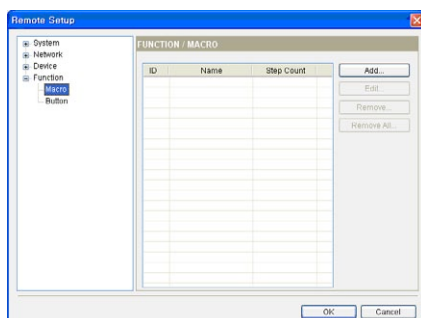 Remote Setup
System
Network
Device
Function
Macro
Button
FUNCTION / MACRO
ID Name Step Count
Add...
Edit...
Remove...
Remove All...
OK Cancel